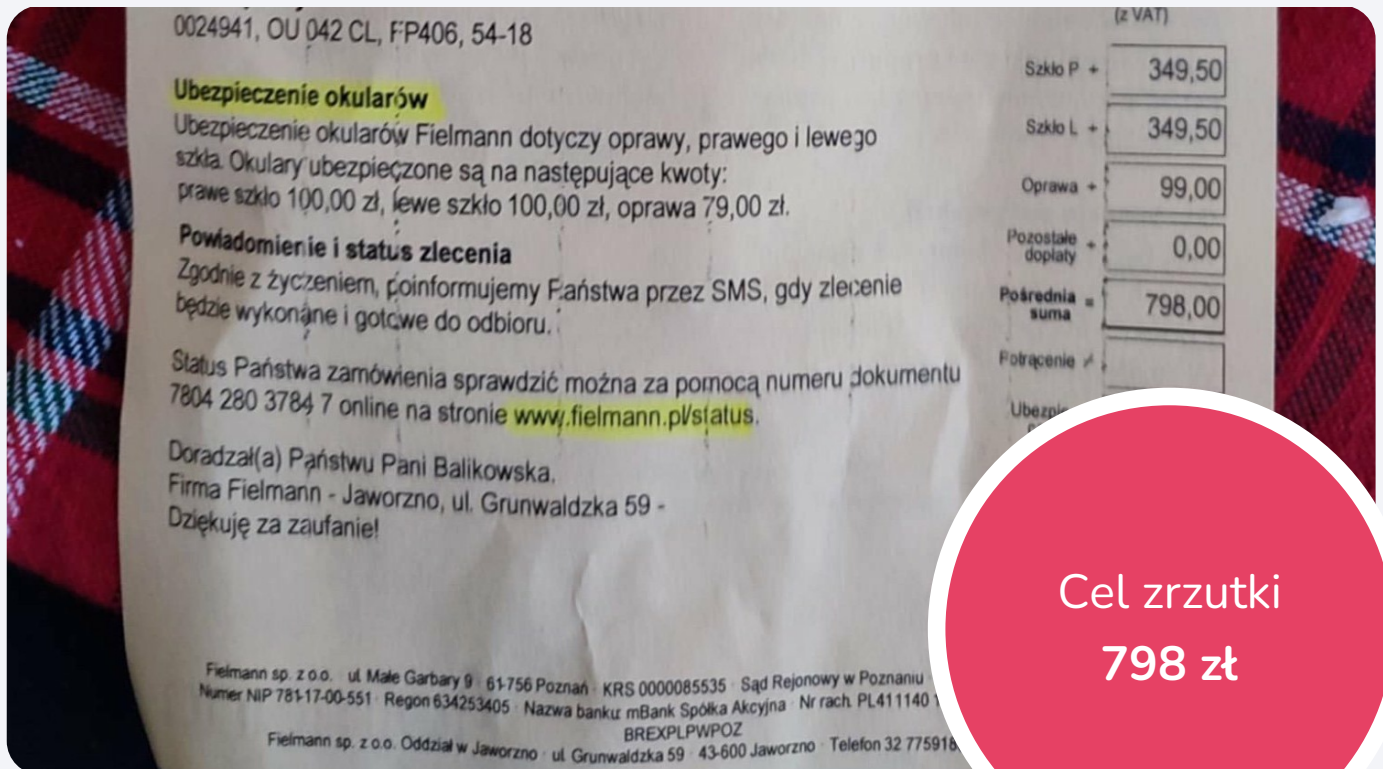 (z VAT)
0024941, OU 042 CL, FP406, 54-18
Szkło P + 349,50
Ubezpieczenie okularów
Ubezpieczenie okularów Fielmann dotyczy oprawy, prawego i lewego
Szkło L + 349,50
szkła. Okulary ubezpieczone są na następujące kwoty:
prawe szkło 100,00 zł, lewe szkło 100,00 zł, oprawa 79,00 zł.
Oprawa + 99,00
Powiadomienie i status zlecenia
Pozostałe dopłaty + 0,00
Zgodnie z życzeniem, poinformujemy Państwa przez SMS, gdy zlecenie
będzie wykonane i gotowe do odbioru.
Pośrednia suma = 798,00
Potrącenie
Status Państwa zamówienia sprawdzić można za pomocą numeru dokumentu
7804 280 3784 7 online na stronie www.fielmann.pl/status.
Doradzał(a) Państwu Pani Balikowska.
Firma Fielmann - Jaworzno, ul. Grunwaldzka 59 -
Dziękuję za zaufanie!
Fielmann sp. z o.o. · ul. Małe Garbary 9 · 61-756 Poznań · KRS 0000085535 · Sąd Rejonowy w Poznaniu
Numer NIP 781-17-00-551 · Regon 634253405 · Nazwa banku: mBank Spółka Akcyjna · Nr rach. PL411140
BREXPLPWPOZ
Fielmann sp. z o.o. Oddział w Jaworzno · ul. Grunwaldzka 59 · 43-600 Jaworzno · Telefon 32 775918
Cel zrzutki
798 zł